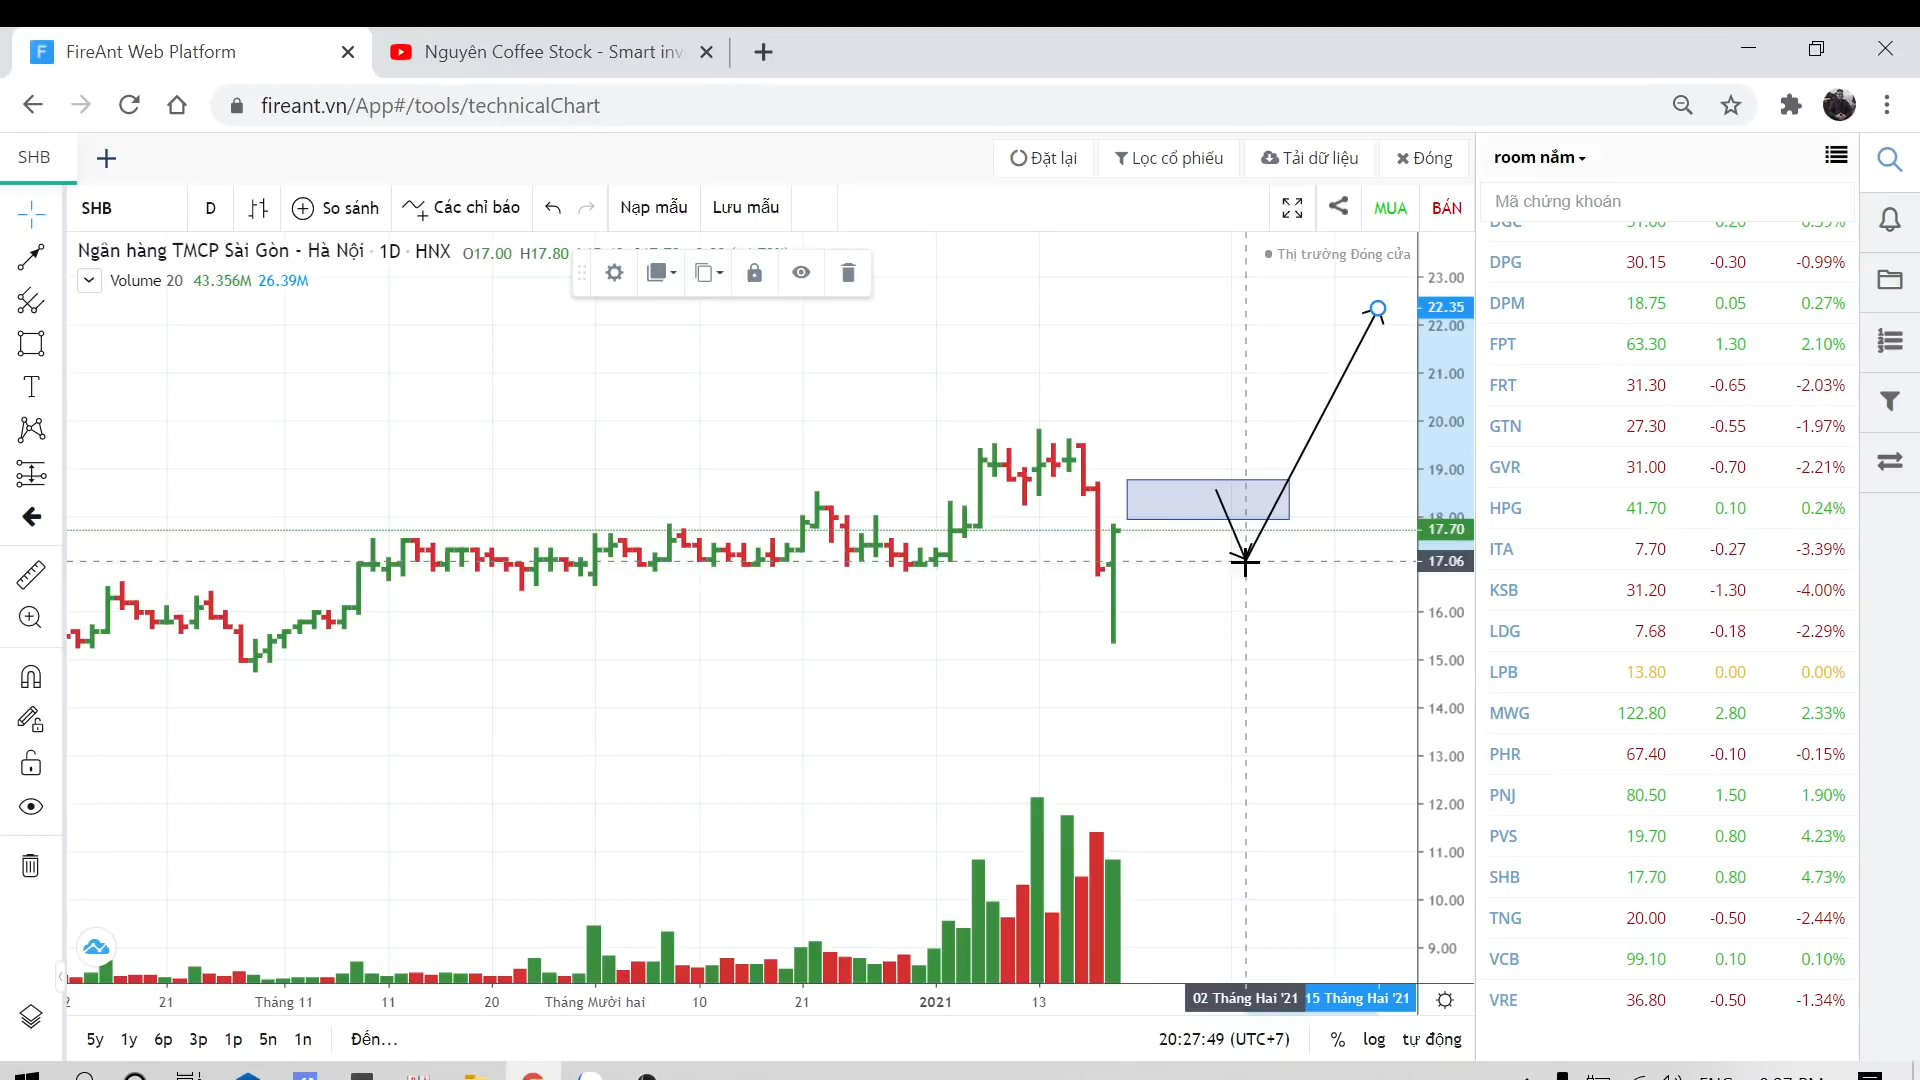 FireAnt Web Platform
Nguyên Coffee Stock - Smart inv
fireant.vn/App#/tools/technicalChart
SHB
Đặt lại
Lọc cổ phiếu
Tải dữ liệu
Đóng
room nắm
SHB
D
So sánh
Các chỉ báo
Nạp mẫu
Lưu mẫu
MUA
BÁN
Mã chứng khoán
Ngân hàng TMCP Sài Gòn - Hà Nội · 1D · HNX O17.00 H17.80
Thị trường Đóng cửa
Volume 20 43.356M 26.39M
23.00
22.35
22.00
21.00
20.00
19.00
18.00
17.70
17.06
16.00
15.00
14.00
13.00
12.00
11.00
10.00
9.00
DPG 30.15 -0.30 -0.99%
DPM 18.75 0.05 0.27%
FPT 63.30 1.30 2.10%
FRT 31.30 -0.65 -2.03%
GTN 27.30 -0.55 -1.97%
GVR 31.00 -0.70 -2.21%
HPG 41.70 0.10 0.24%
ITA 7.70 -0.27 -3.39%
KSB 31.20 -1.30 -4.00%
LDG 7.68 -0.18 -2.29%
LPB 13.80 0.00 0.00%
MWG 122.80 2.80 2.33%
PHR 67.40 -0.10 -0.15%
PNJ 80.50 1.50 1.90%
PVS 19.70 0.80 4.23%
SHB 17.70 0.80 4.73%
TNG 20.00 -0.50 -2.44%
VCB 99.10 0.10 0.10%
VRE 36.80 -0.50 -1.34%
21 Tháng 11 11 20 Tháng Mười hai 10 21 2021 13 02 Tháng Hai '21 15 Tháng Hai '21
5y 1y 6p 3p 1p 5n 1n Đến...
20:27:49 (UTC+7) % log tự động